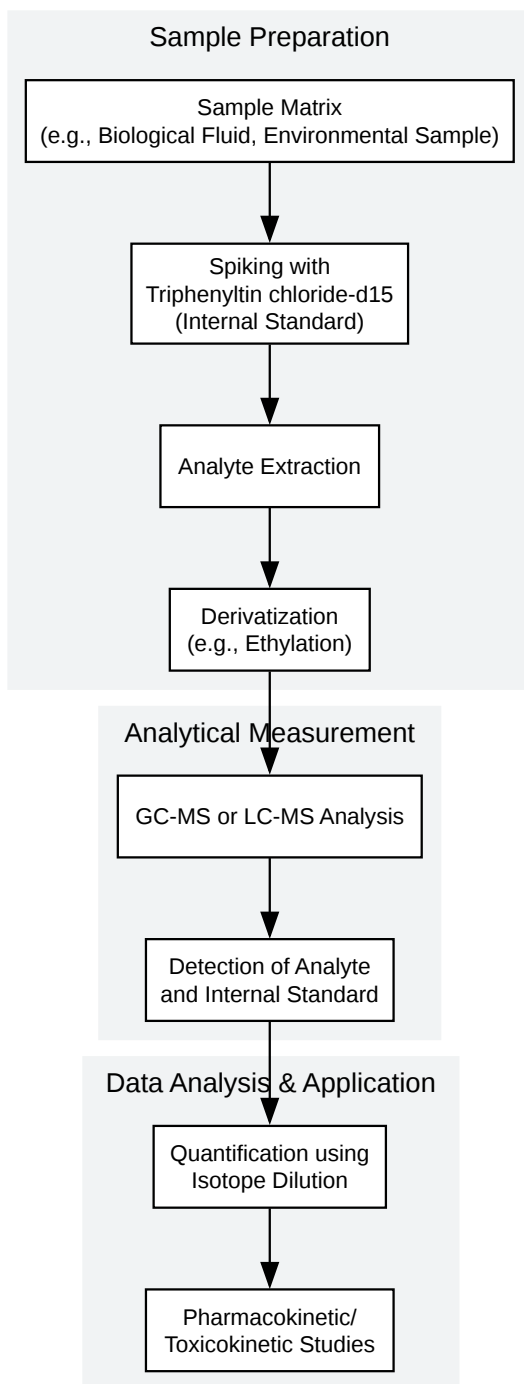 Sample Preparation
Sample Matrix
(e.g., Biological Fluid, Environmental Sample)
Spiking with
Triphenyltin chloride-d15
(Internal Standard)
Analyte Extraction
Derivatization
(e.g., Ethylation)
Analytical Measurement
GC-MS or LC-MS Analysis
Detection of Analyte
and Internal Standard
Data Analysis & Application
Quantification using
Isotope Dilution
Pharmacokinetic/
Toxicokinetic Studies